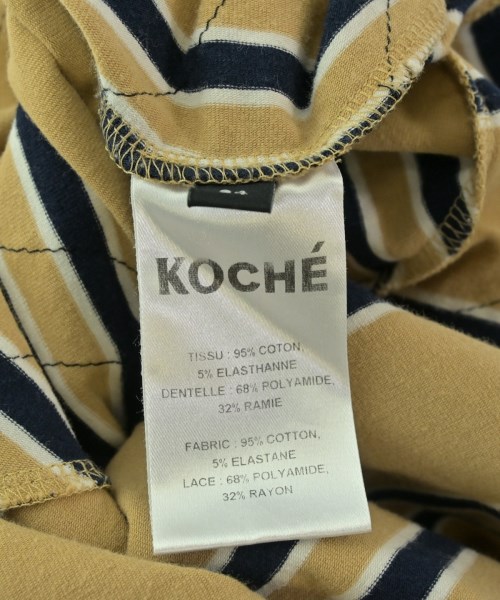 KOCHÉ
TISSU : 95% COTON,
5% ELASTHANNE
DENTELLE : 68% POLYAMIDE,
32% RAMIE
FABRIC : 95% COTTON,
5% ELASTANE
LACE : 68% POLYAMIDE,
32% RAYON